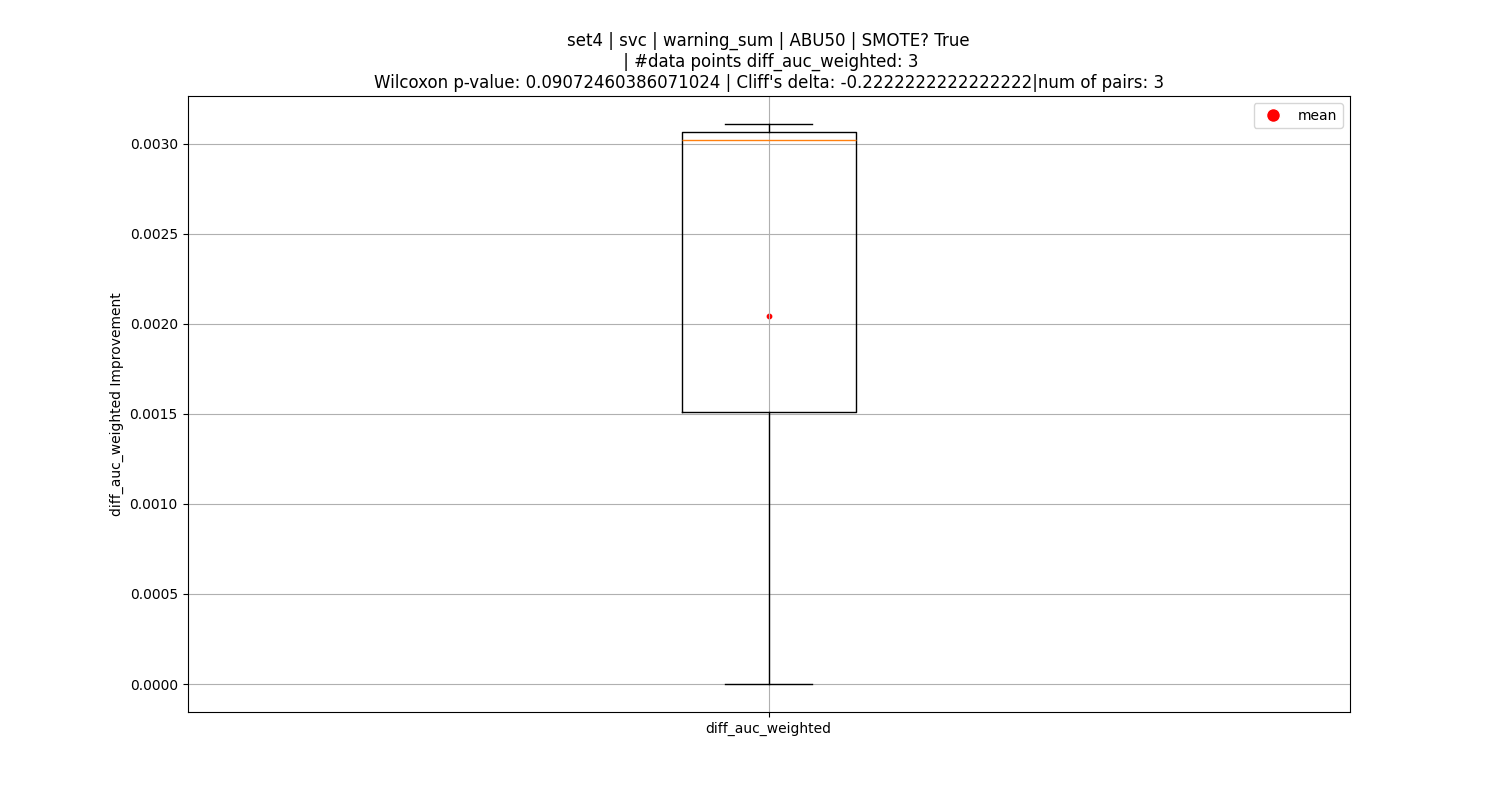 set4 | svc | warning_sum | ABU50 | SMOTE? True
| #data points diff_auc_weighted: 3
Wilcoxon p-value: 0.09072460386071024 | Cliff's delta: -0.2222222222222222|num of pairs: 3
mean
0.0030
0.0025
0.0020
0.0015
0.0010
0.0005
0.0000
diff_auc_weighted Improvement
diff_auc_weighted